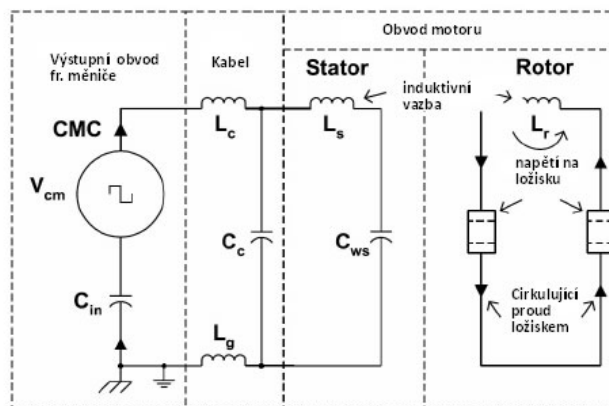 Obvod motoru
Výstupní obvod
fr. měniče
Kabel
Stator
induktivní
vazba
Rotor
CMC
Lc
Ls
Lr
napětí na
ložisku
Vcm
Cc
Cws
Cin
Cirkulující
proud
ložiskem
Lg